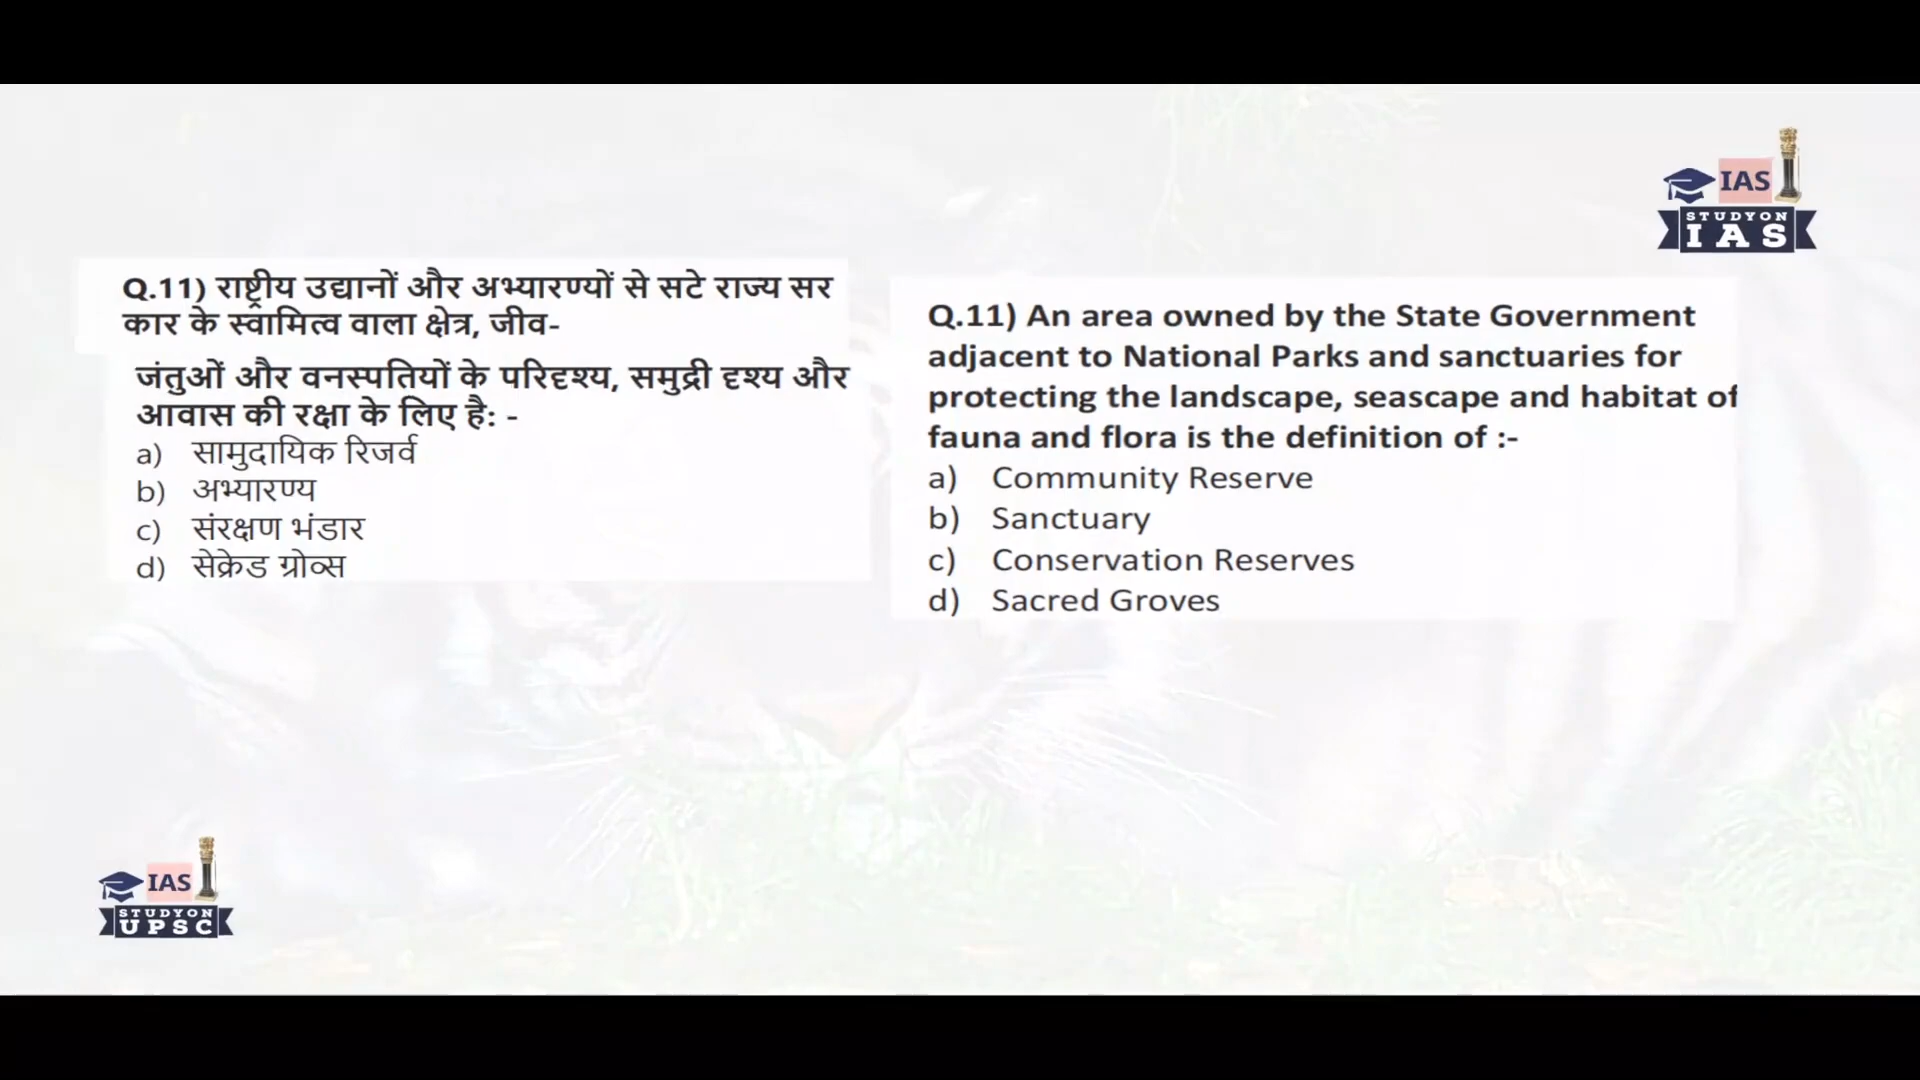 IAS
STUDYON
IAS
Q.11) राष्ट्रीय उद्यानों और अभ्यारण्यों से सटे राज्य सर
कार के स्वामित्व वाला क्षेत्र, जीव-
जंतुओं और वनस्पतियों के परिदृश्य, समुद्री दृश्य और
आवास की रक्षा के लिए है: -
a) सामुदायिक रिजर्व
b) अभ्यारण्य
c) संरक्षण भंडार
d) सेक्रेड ग्रोव्स
Q.11) An area owned by the State Government
adjacent to National Parks and sanctuaries for
protecting the landscape, seascape and habitat of
fauna and flora is the definition of :-
a) Community Reserve
b) Sanctuary
c) Conservation Reserves
d) Sacred Groves
IAS
STUDYON
UPSC